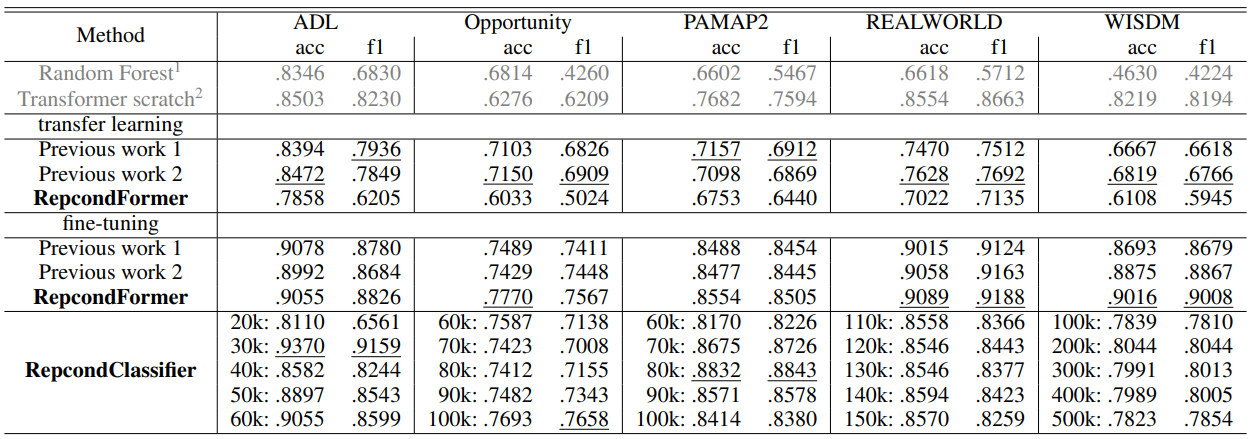 Method ADL Opportunity PAMAP2 REALWORLD WISDM
acc f1 acc f1 acc f1 acc f1 acc f1
Random Forest1 .8346 .6830 .6814 .4260 .6602 .5467 .6618 .5712 .4630 .4224
Transformer scratch2 .8503 .8230 .6276 .6209 .7682 .7594 .8554 .8663 .8219 .8194
transfer learning
Previous work 1 .8394 .7936 .7103 .6826 .7157 .6912 .7470 .7512 .6667 .6618
Previous work 2 .8472 .7849 .7150 .6909 .7098 .6869 .7628 .7692 .6819 .6766
RepcondFormer .7858 .6205 .6033 .5024 .6753 .6440 .7022 .7135 .6108 .5945
fine-tuning
Previous work 1 .9078 .8780 .7489 .7411 .8488 .8454 .9015 .9124 .8693 .8679
Previous work 2 .8992 .8684 .7429 .7448 .8477 .8445 .9058 .9163 .8875 .8867
RepcondFormer .9055 .8826 .7770 .7567 .8554 .8505 .9089 .9188 .9016 .9008
20k: .8110 .6561 60k: .7587 .7138 60k: .8170 .8226 110k: .8558 .8366 100k: .7839 .7810
30k: .9370 .9159 70k: .7423 .7008 70k: .8675 .8726 120k: .8546 .8443 200k: .8044 .8044
RepcondClassifier 40k: .8582 .8244 80k: .7412 .7155 80k: .8832 .8843 130k: .8546 .8377 300k: .7991 .8013
50k: .8897 .8543 90k: .7482 .7343 90k: .8571 .8578 140k: .8594 .8423 400k: .7989 .8005
60k: .9055 .8599 100k: .7693 .7658 100k: .8414 .8380 150k: .8570 .8259 500k: .7823 .7854